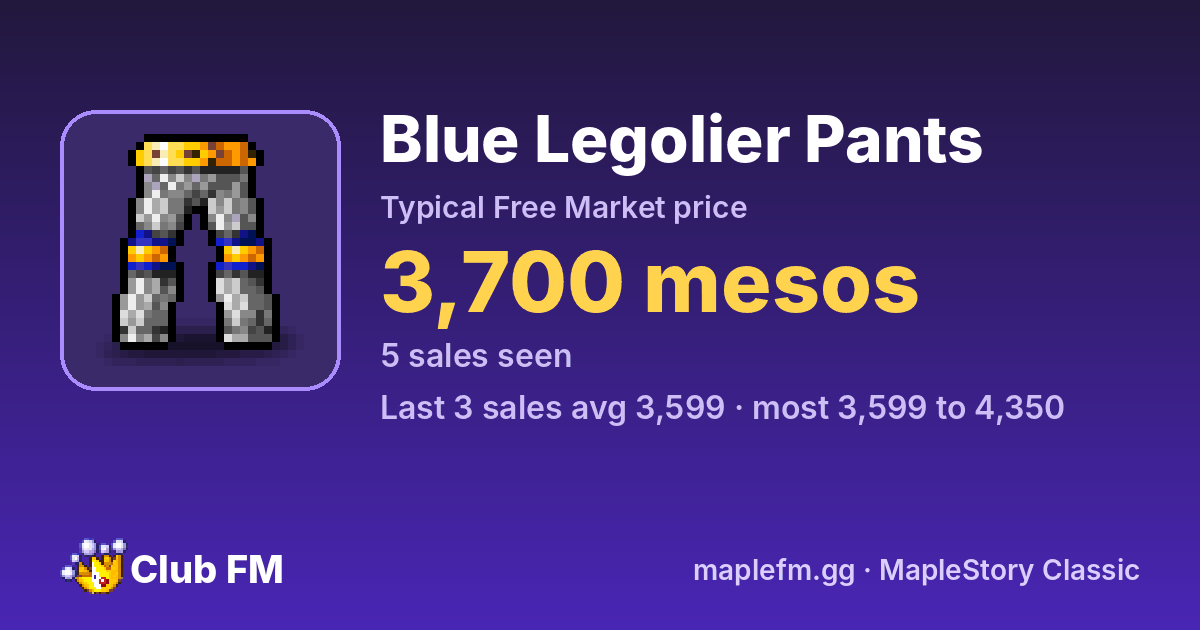 Blue Legolier Pants
Typical Free Market price
3,700 mesos
5 sales seen
Last 3 sales avg 3,599 · most 3,599 to 4,350
Club FM
maplefm.gg · MapleStory Classic